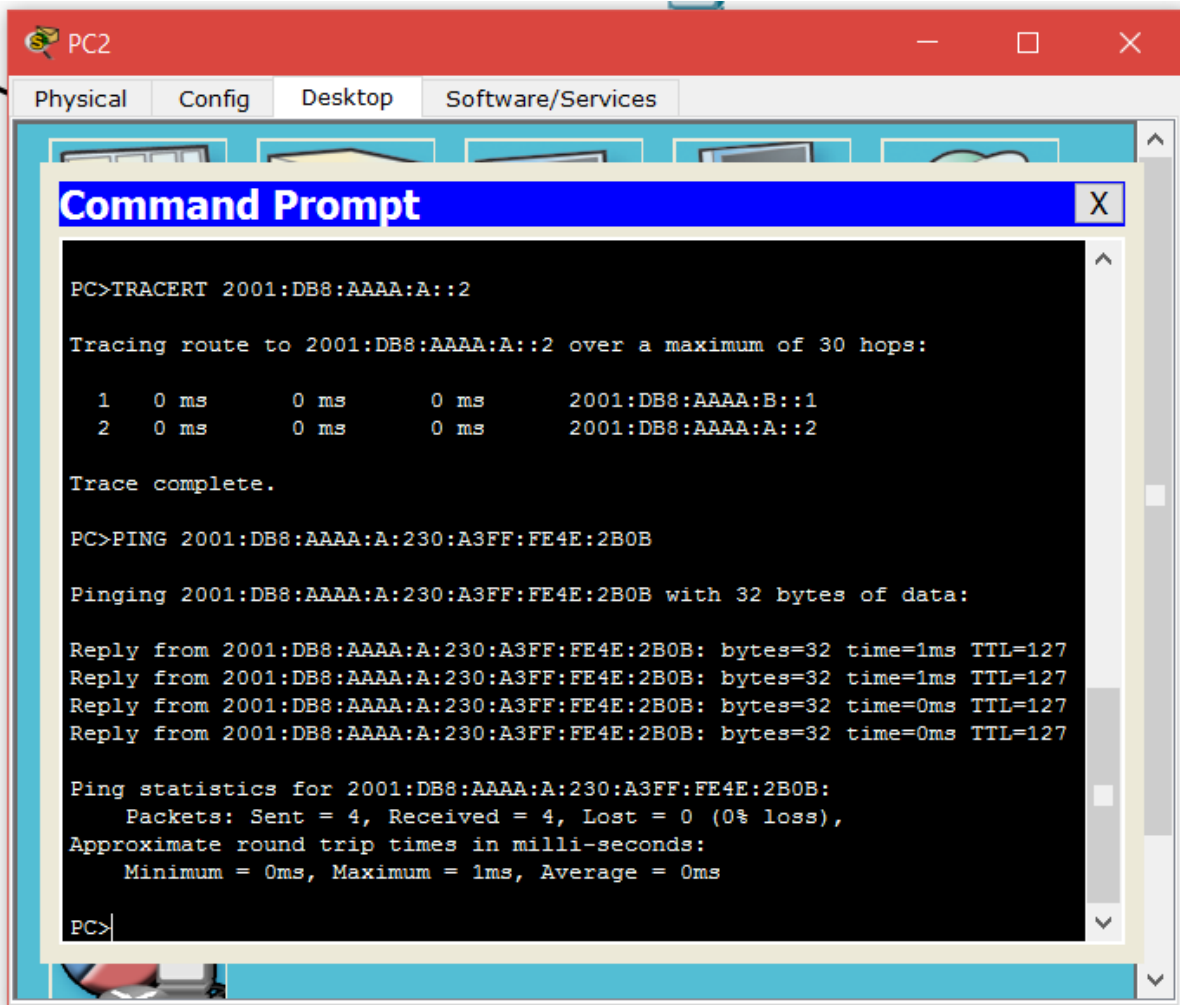 PC2
Physical Config Desktop Software/Services
Command Prompt X
PC>TRACERT 2001:DB8:AAAA:A::2
Tracing route to 2001:DB8:AAAA:A::2 over a maximum of 30 hops:
1 0 ms 0 ms 0 ms 2001:DB8:AAAA:B::1
2 0 ms 0 ms 0 ms 2001:DB8:AAAA:A::2
Trace complete.
PC>PING 2001:DB8:AAAA:A:230:A3FF:FE4E:2B0B
Pinging 2001:DB8:AAAA:A:230:A3FF:FE4E:2B0B with 32 bytes of data:
Reply from 2001:DB8:AAAA:A:230:A3FF:FE4E:2B0B: bytes=32 time=1ms TTL=127
Reply from 2001:DB8:AAAA:A:230:A3FF:FE4E:2B0B: bytes=32 time=1ms TTL=127
Reply from 2001:DB8:AAAA:A:230:A3FF:FE4E:2B0B: bytes=32 time=0ms TTL=127
Reply from 2001:DB8:AAAA:A:230:A3FF:FE4E:2B0B: bytes=32 time=0ms TTL=127
Ping statistics for 2001:DB8:AAAA:A:230:A3FF:FE4E:2B0B:
Packets: Sent = 4, Received = 4, Lost = 0 (0% loss),
Approximate round trip times in milli-seconds:
Minimum = 0ms, Maximum = 1ms, Average = 0ms
PC>